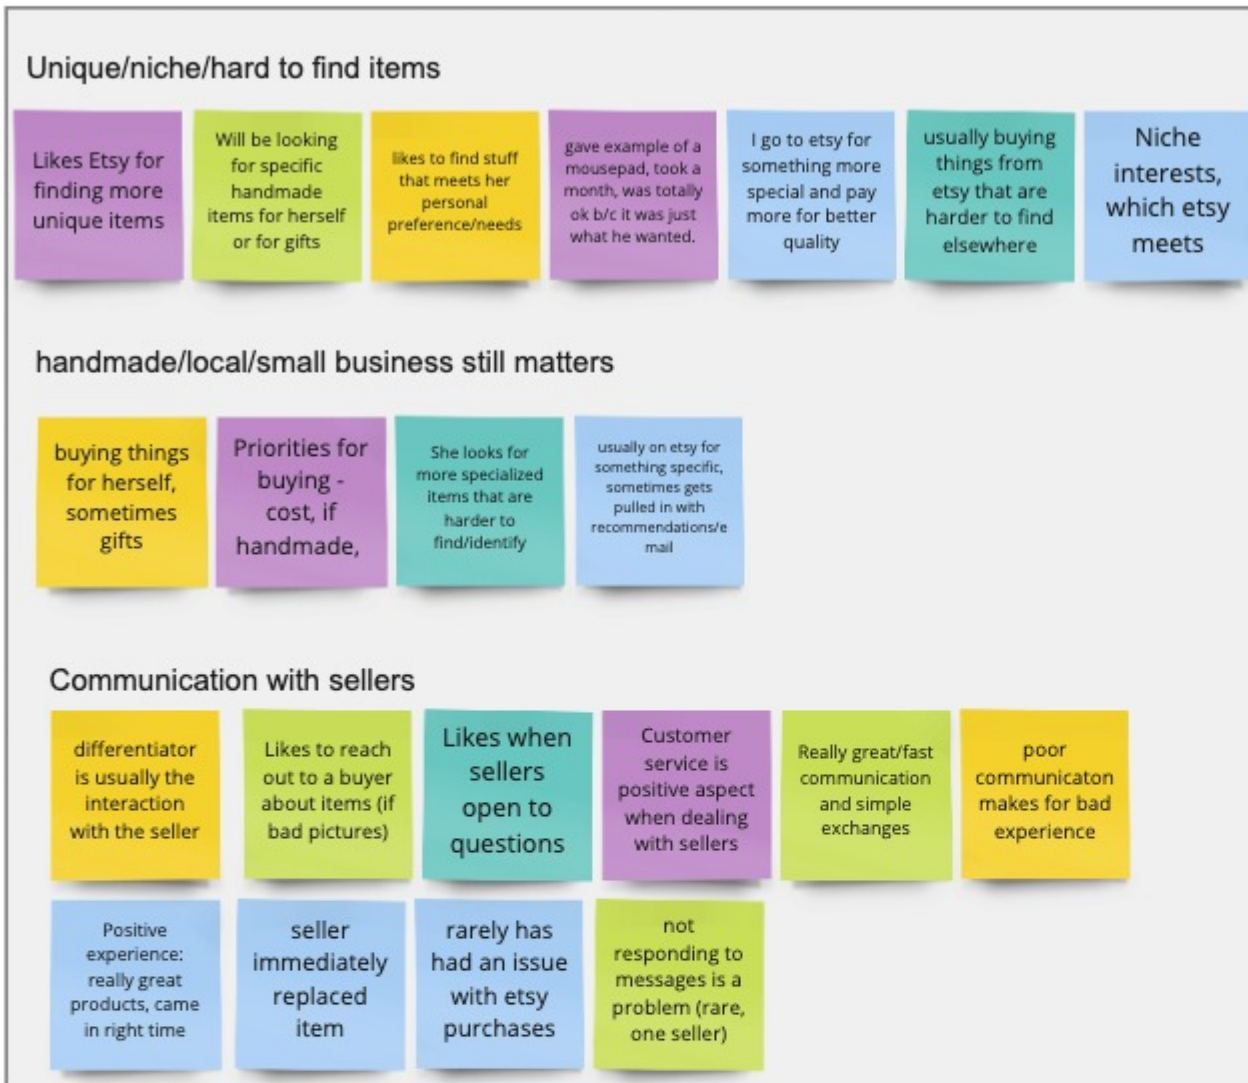 Unique/niche/hard to find items
Likes Etsy for
finding more
unique items
Will be looking
for specific
handmade
items for herself
or for gifts
likes to find stuff
that meets her
personal
preference/needs
gave example of a
mousepad, took a
month, was totally
ok b/c it was just
what he wanted.
I go to etsy for
something more
special and pay
more for better
quality
usually buying
things from
etsy that are
harder to find
elsewhere
Niche
interests,
which etsy
meets
handmade/local/small business still matters
buying things
for herself,
sometimes
gifts
Priorities for
buying -
cost, if
handmade,
She looks for
more specialized
items that are
harder to
find/identify
usually on etsy for
something specific,
sometimes gets
pulled in with
recommendations/e
mail
Communication with sellers
differentiator
is usually the
interaction
with the seller
Likes to reach
out to a buyer
about items (if
bad pictures)
Likes when
sellers
open to
questions
Customer
service is
positive aspect
when dealing
with sellers
Really great/fast
communication
and simple
exchanges
poor
communicaton
makes for bad
experience
Positive
experience:
really great
products, came
in right time
seller
immediately
replaced
item
rarely has
had an issue
with etsy
purchases
not
responding to
messages is a
problem (rare,
one seller)